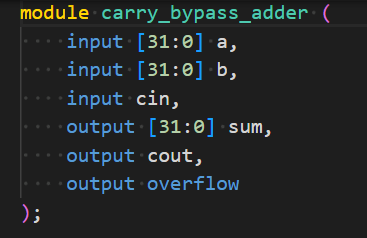 module carry_bypass_adder (
    input [31:0] a,
    input [31:0] b,
    input cin,
    output [31:0] sum,
    output cout,
    output overflow
);